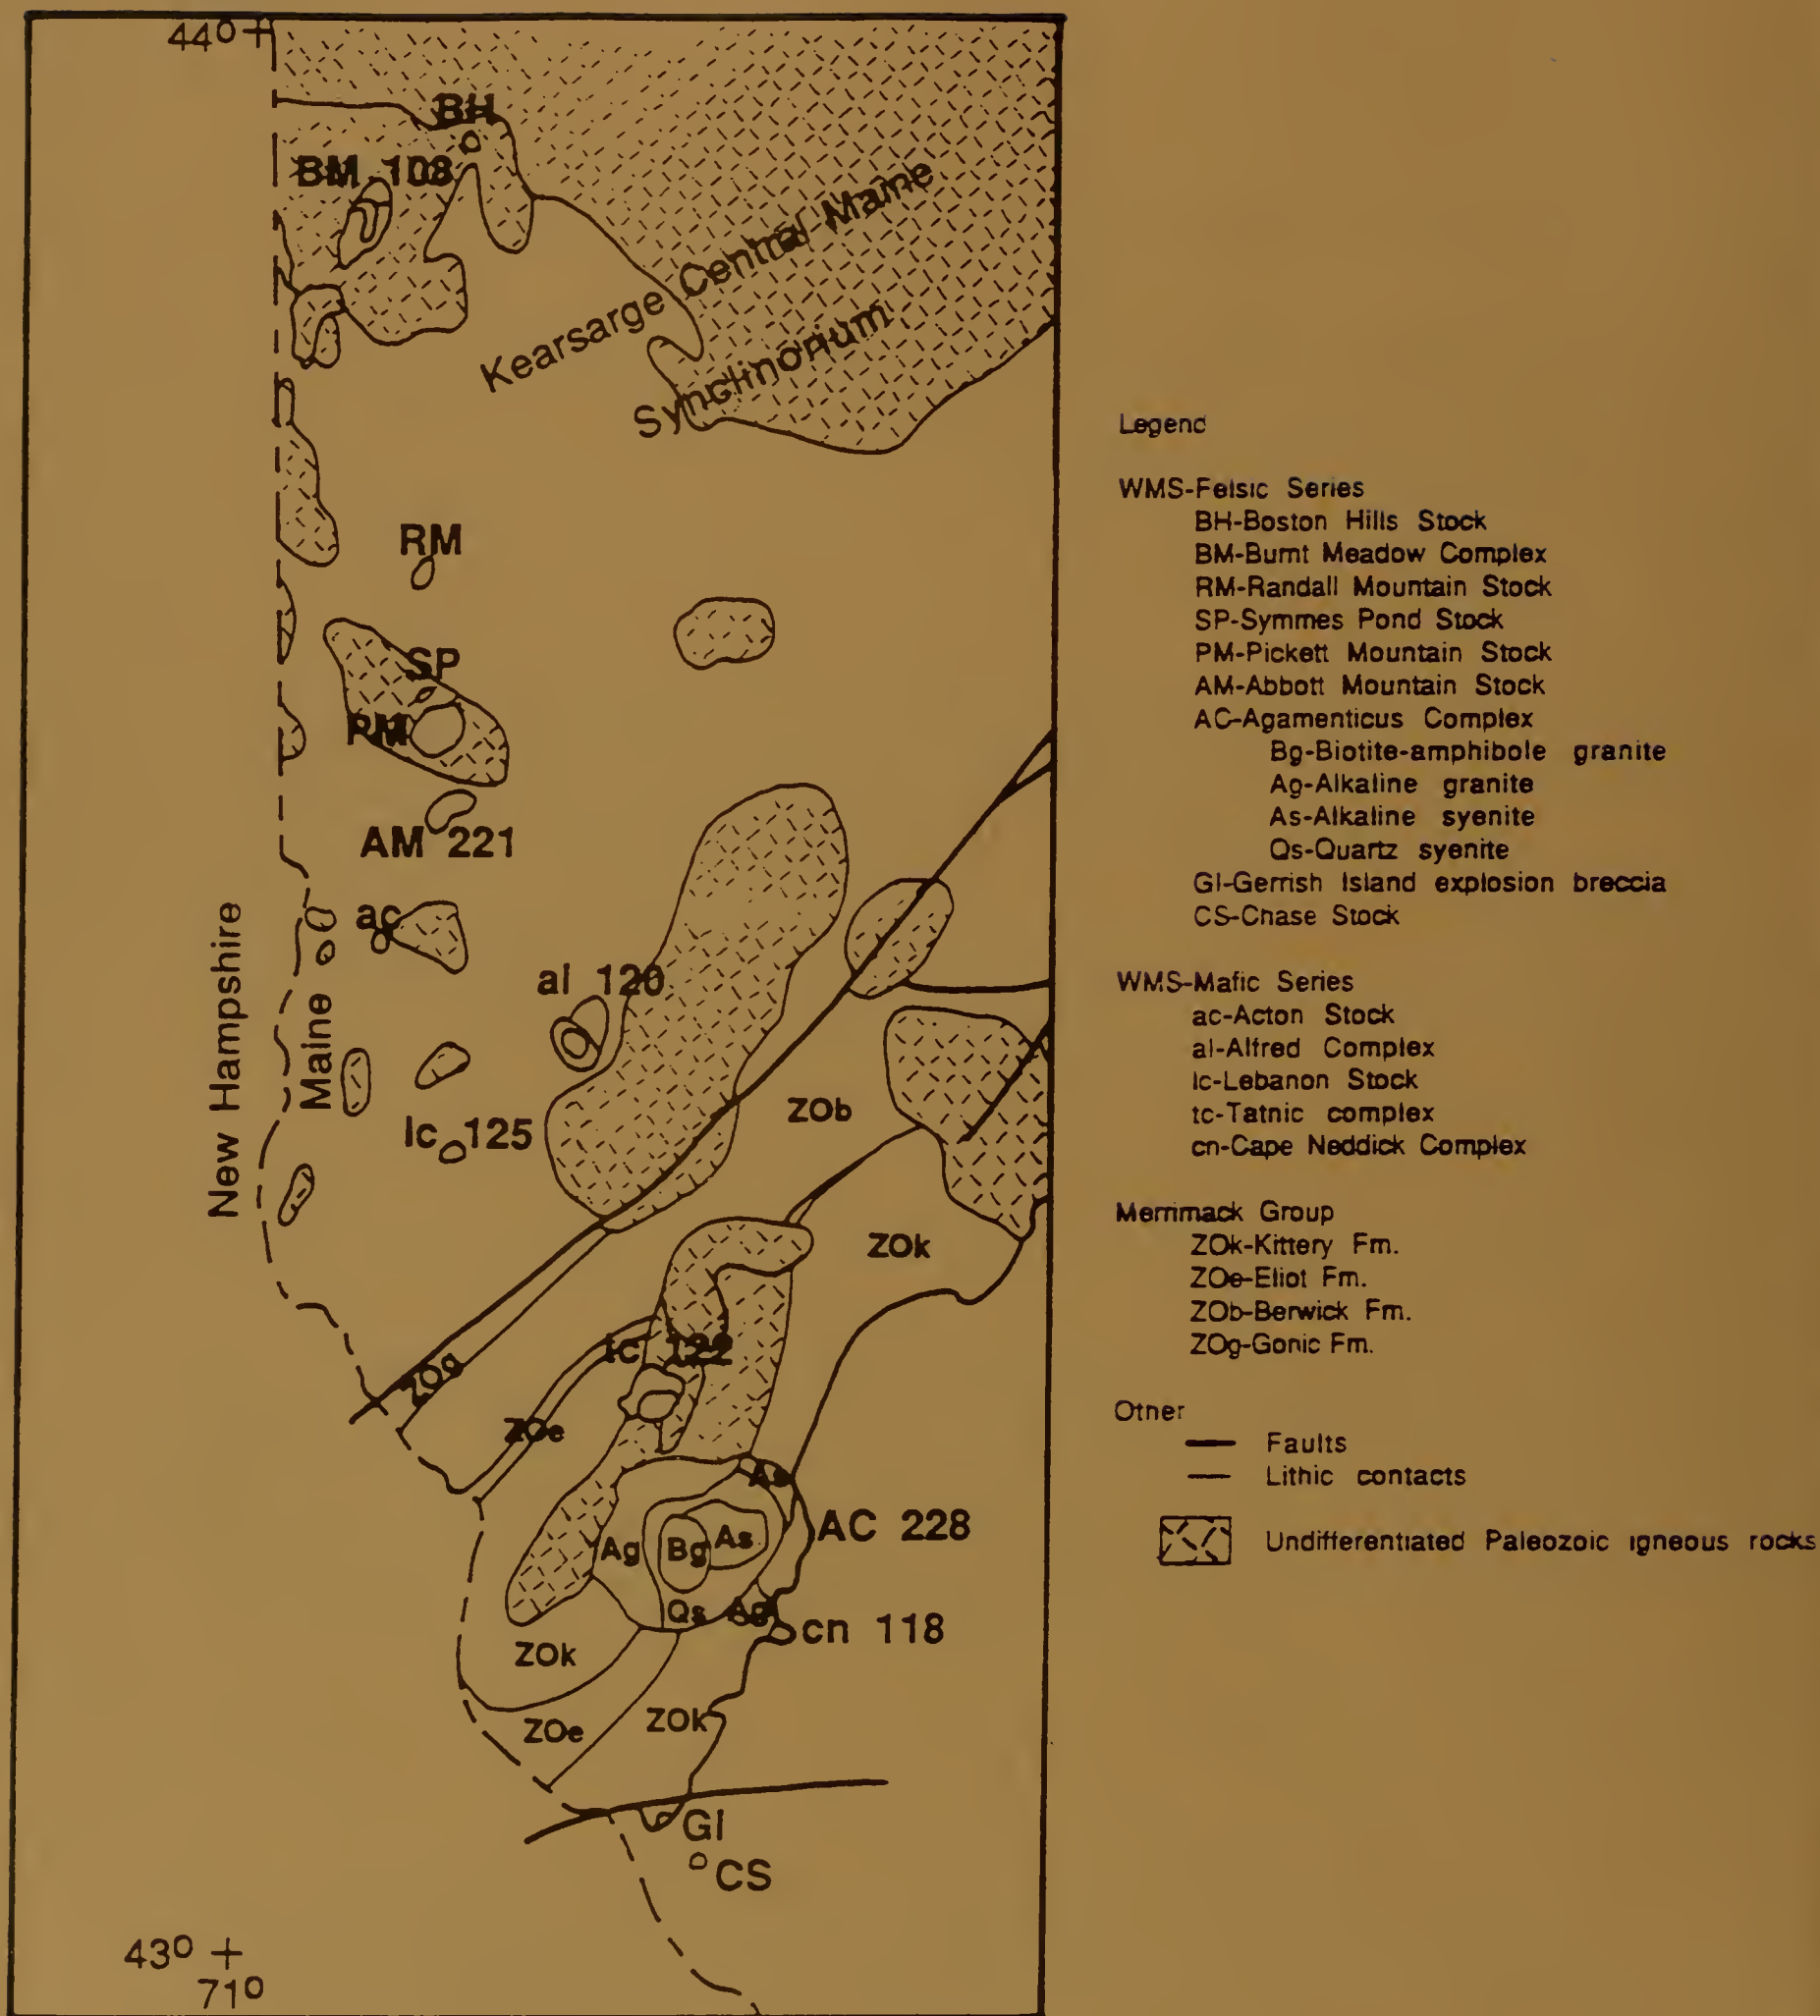 44°
BH
BM 108
Kearsarge Central Maine
Synclinorium
RM
SP
PM
AM 221
ac
New Hampshire
Maine
al 120
lc 125
ZOb
ZOk
ZOg
ZOe
122
AC 228
Ag
Bg
As
Qs
Ag
cn 118
ZOk
ZOe
ZOk
GI
CS
43°
71°
Legend
WMS-Felsic Series
BH-Boston Hills Stock
BM-Burnt Meadow Complex
RM-Randall Mountain Stock
SP-Symmes Pond Stock
PM-Pickett Mountain Stock
AM-Abbott Mountain Stock
AC-Agamenticus Complex
Bg-Biotite-amphibole granite
Ag-Alkaline granite
As-Alkaline syenite
Qs-Quartz syenite
GI-Gerrish Island explosion breccia
CS-Chase Stock
WMS-Mafic Series
ac-Acton Stock
al-Alfred Complex
lc-Lebanon Stock
tc-Tatnic complex
cn-Cape Neddick Complex
Merrimack Group
ZOk-Kittery Fm.
ZOe-Eliot Fm.
ZOb-Berwick Fm.
ZOg-Gonic Fm.
Other
Faults
Lithic contacts
Undifferentiated Paleozoic igneous rocks